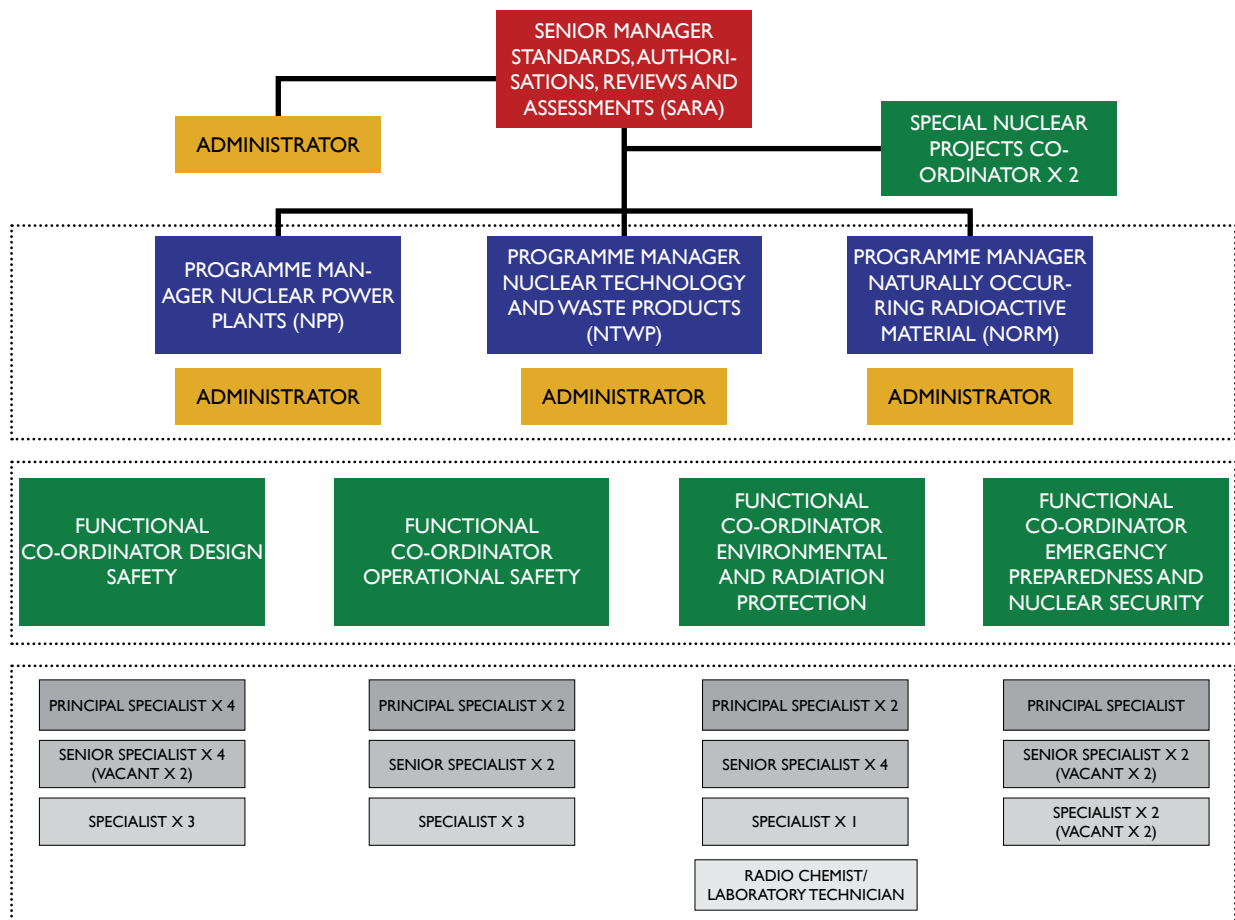 SENIOR MANAGER
STANDARDS, AUTHORI-
SATIONS, REVIEWS AND
ASSESSMENTS (SARA)
ADMINISTRATOR
SPECIAL NUCLEAR
PROJECTS CO-
ORDINATOR X 2
PROGRAMME MAN-
AGER NUCLEAR POWER
PLANTS (NPP)
PROGRAMME MANAGER
NUCLEAR TECHNOLOGY
AND WASTE PRODUCTS
(NTWP)
PROGRAMME MANAGER
NATURALLY OCCUR-
RING RADIOACTIVE
MATERIAL (NORM)
ADMINISTRATOR
ADMINISTRATOR
ADMINISTRATOR
FUNCTIONAL
CO-ORDINATOR DESIGN
SAFETY
FUNCTIONAL
CO-ORDINATOR
OPERATIONAL SAFETY
FUNCTIONAL
CO-ORDINATOR
ENVIRONMENTAL
AND RADIATION
PROTECTION
FUNCTIONAL
CO-ORDINATOR
EMERGENCY
PREPAREDNESS AND
NUCLEAR SECURITY
PRINCIPAL SPECIALIST X 4
PRINCIPAL SPECIALIST X 2
PRINCIPAL SPECIALIST X 2
PRINCIPAL SPECIALIST
SENIOR SPECIALIST X 4
(VACANT X 2)
SENIOR SPECIALIST X 2
SENIOR SPECIALIST X 4
SENIOR SPECIALIST X 2
(VACANT X 2)
SPECIALIST X 3
SPECIALIST X 3
SPECIALIST X 1
SPECIALIST X 2
(VACANT X 2)
RADIO CHEMIST/
LABORATORY TECHNICIAN